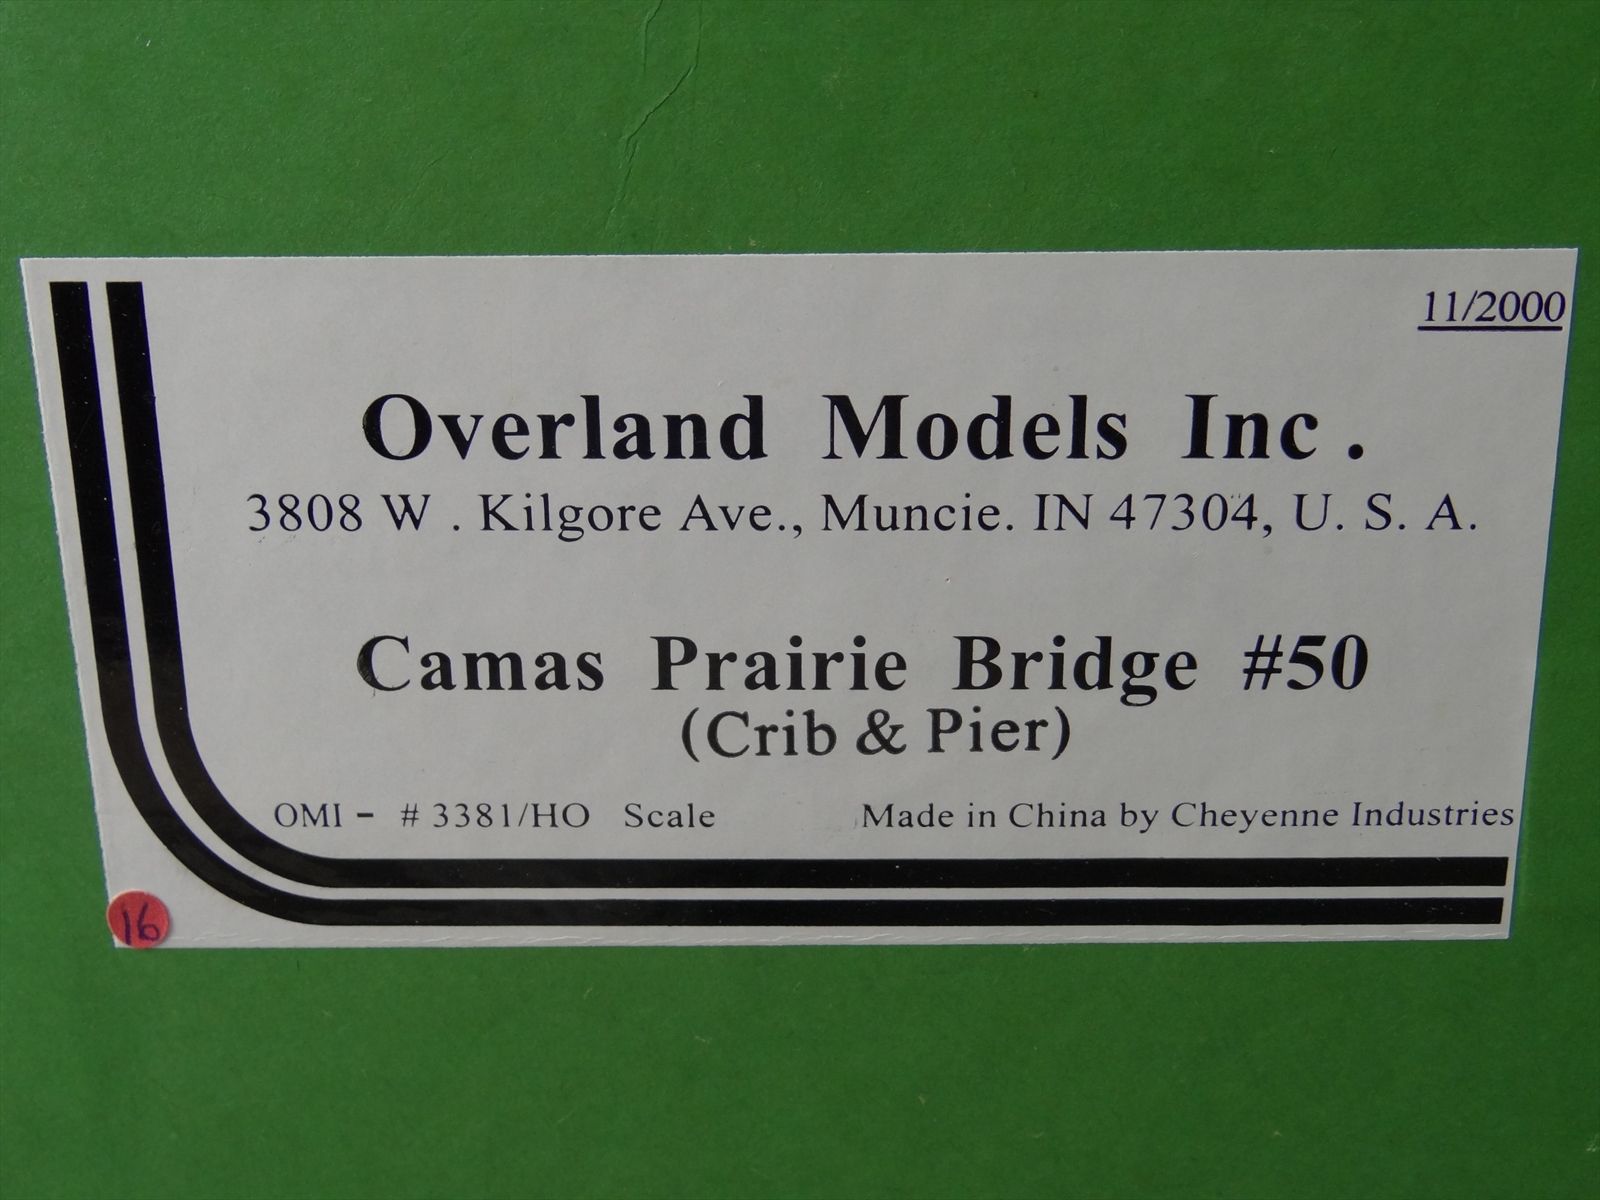 11/2000
Overland Models Inc .
3808 W . Kilgore Ave., Muncie. IN 47304, U. S. A.
Camas Prairie Bridge #50
(Crib & Pier)
OMI - # 3381/HO Scale Made in China by Cheyenne Industries
16